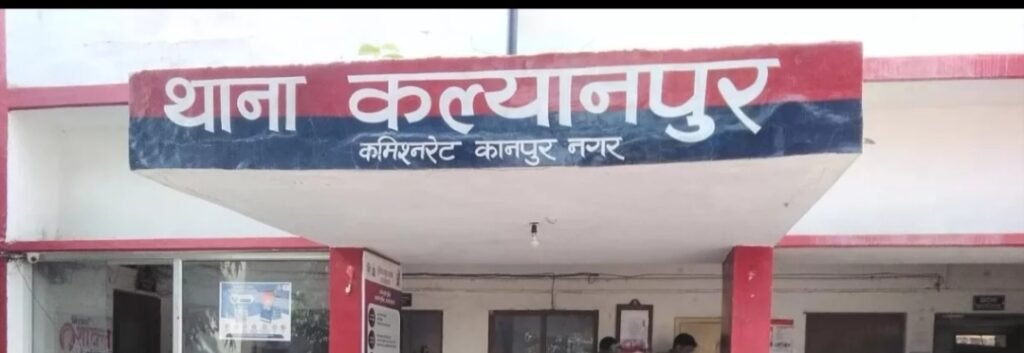 थाना कल्यानपुर
कमिश्नरेट कानपुर नगर